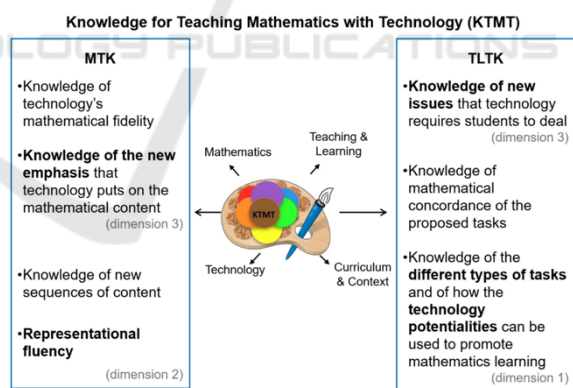 Knowledge for Teaching Mathematics with Technology (KTMT)
LOGY PUBLICATIONS
MTK
•Knowledge of
technology's
mathematical fidelity
•Knowledge of the new
emphasis that
technology puts on the
mathematical content
(dimension 3)
•Knowledge of new
sequences of content
•Representational
fluency
(dimension 2)
Mathematics
Teaching &
Learning
KTMT
Technology
Curriculum
& Context
TLTK
•Knowledge of new
issues that technology
requires students to deal
(dimension 3)
•Knowledge of
mathematical
concordance of the
proposed tasks
•Knowledge of the
different types of tasks
and of how the
technology
potentialities can be
used to promote
mathematics learning
(dimension 1)